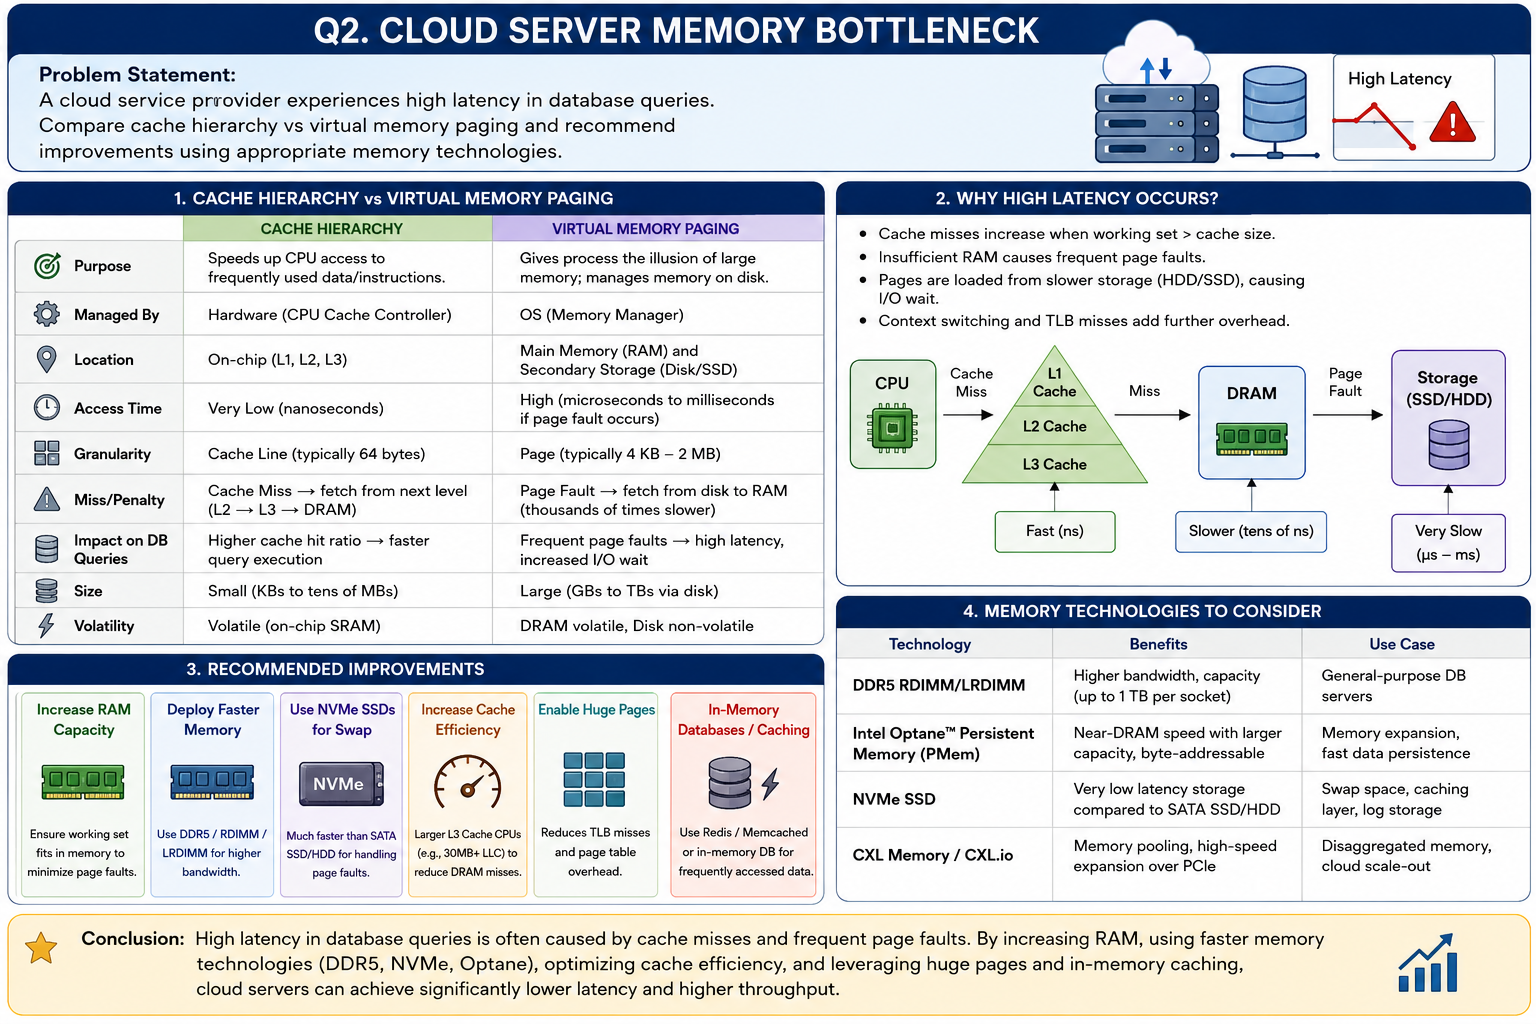 Q2. CLOUD SERVER MEMORY BOTTLENECK
Problem Statement:
A cloud service provider experiences high latency in database queries.
Compare cache hierarchy vs virtual memory paging and recommend
improvements using appropriate memory technologies.
High Latency
1. CACHE HIERARCHY vs VIRTUAL MEMORY PAGING
CACHE HIERARCHY
VIRTUAL MEMORY PAGING
Purpose
Speeds up CPU access to
frequently used data/instructions.
Gives process the illusion of large
memory; manages memory on disk.
Managed By
Hardware (CPU Cache Controller)
OS (Memory Manager)
Location
On-chip (L1, L2, L3)
Main Memory (RAM) and
Secondary Storage (Disk/SSD)
Access Time
Very Low (nanoseconds)
High (microseconds to milliseconds
if page fault occurs)
Granularity
Cache Line (typically 64 bytes)
Page (typically 4 KB – 2 MB)
Miss/Penalty
Cache Miss → fetch from next level
(L2 → L3 → DRAM)
Page Fault → fetch from disk to RAM
(thousands of times slower)
Impact on DB
Queries
Higher cache hit ratio → faster
query execution
Frequent page faults → high latency,
increased I/O wait
Size
Small (KBs to tens of MBs)
Large (GBs to TBs via disk)
Volatility
Volatile (on-chip SRAM)
DRAM volatile, Disk non-volatile
2. WHY HIGH LATENCY OCCURS?
• Cache misses increase when working set > cache size.
• Insufficient RAM causes frequent page faults.
• Pages are loaded from slower storage (HDD/SSD), causing
I/O wait.
• Context switching and TLB misses add further overhead.
CPU
Cache
Miss
L1
Cache
L2 Cache
L3 Cache
Miss
DRAM
Page
Fault
Storage
(SSD/HDD)
Fast (ns)
Slower (tens of ns)
Very Slow
(µs – ms)
3. RECOMMENDED IMPROVEMENTS
Increase RAM
Capacity
Ensure working set
fits in memory to
minimize page faults.
Deploy Faster
Memory
Use DDR5 / RDIMM /
LRDIMM for higher
bandwidth.
Use NVMe SSDs
for Swap
NVMe
Much faster than SATA
SSD/HDD for handling
page faults.
Increase Cache
Efficiency
Larger L3 Cache CPUs
(e.g., 30MB+ LLC) to
reduce DRAM misses.
Enable Huge Pages
Reduces TLB misses
and page table
overhead.
In-Memory
Databases / Caching
Use Redis / Memcached
or in-memory DB for
frequently accessed data.
4. MEMORY TECHNOLOGIES TO CONSIDER
Technology
Benefits
Use Case
DDR5 RDIMM/LRDIMM
Higher bandwidth, capacity
(up to 1 TB per socket)
General-purpose DB
servers
Intel Optane™ Persistent
Memory (PMem)
Near-DRAM speed with larger
capacity, byte-addressable
Memory expansion,
fast data persistence
NVMe SSD
Very low latency storage
compared to SATA SSD/HDD
Swap space, caching
layer, log storage
CXL Memory / CXL.io
Memory pooling, high-speed
expansion over PCIe
Disaggregated memory,
cloud scale-out
Conclusion: High latency in database queries is often caused by cache misses and frequent page faults. By increasing RAM, using faster memory
technologies (DDR5, NVMe, Optane), optimizing cache efficiency, and leveraging huge pages and in-memory caching,
cloud servers can achieve significantly lower latency and higher throughput.